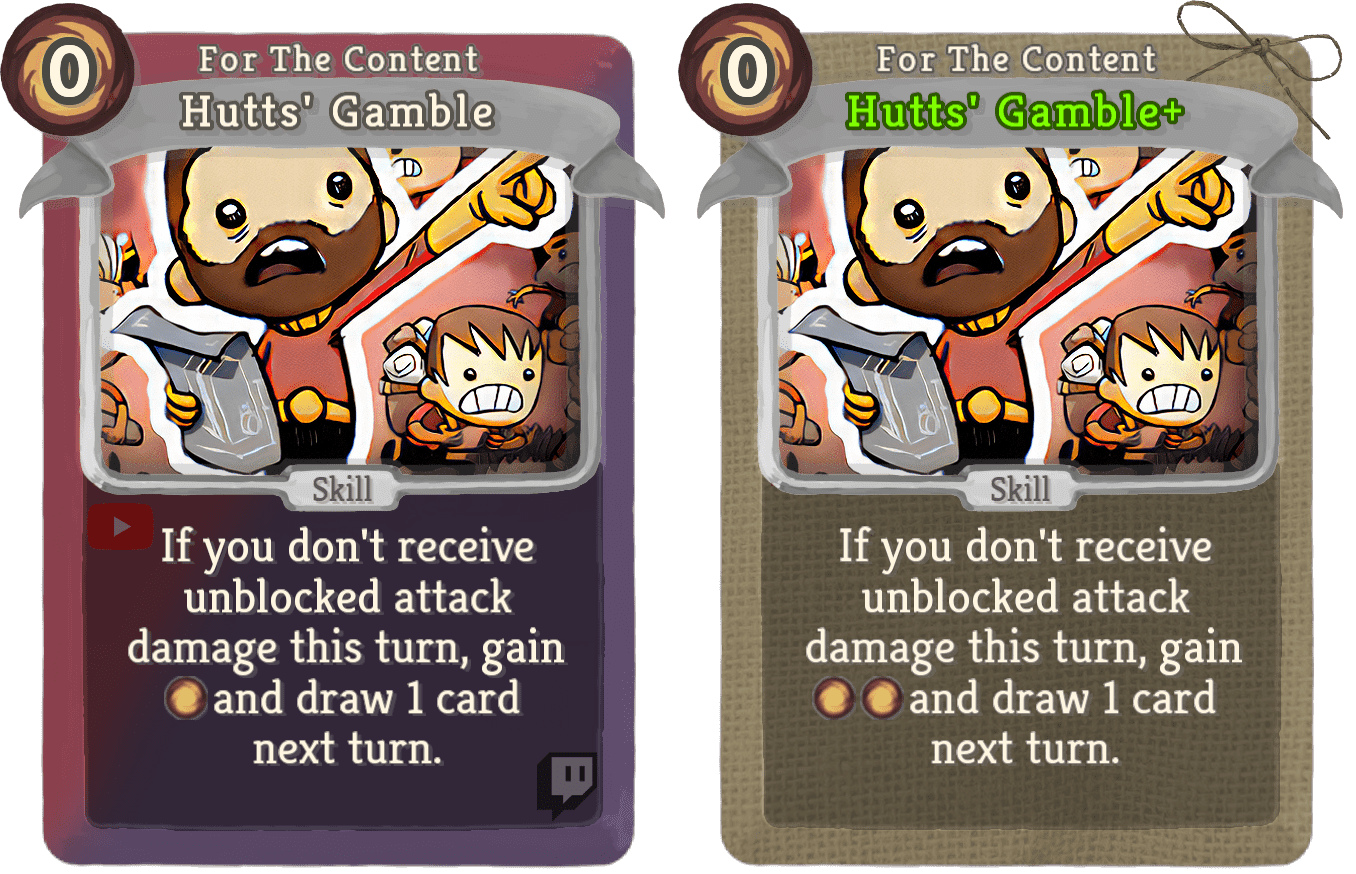 0
For The Content
Hutts' Gamble
Skill
If you don't receive
unblocked attack
damage this turn, gain
and draw 1 card
next turn.
0
For The Content
Hutts' Gamble+
Skill
If you don't receive
unblocked attack
damage this turn, gain
and draw 1 card
next turn.